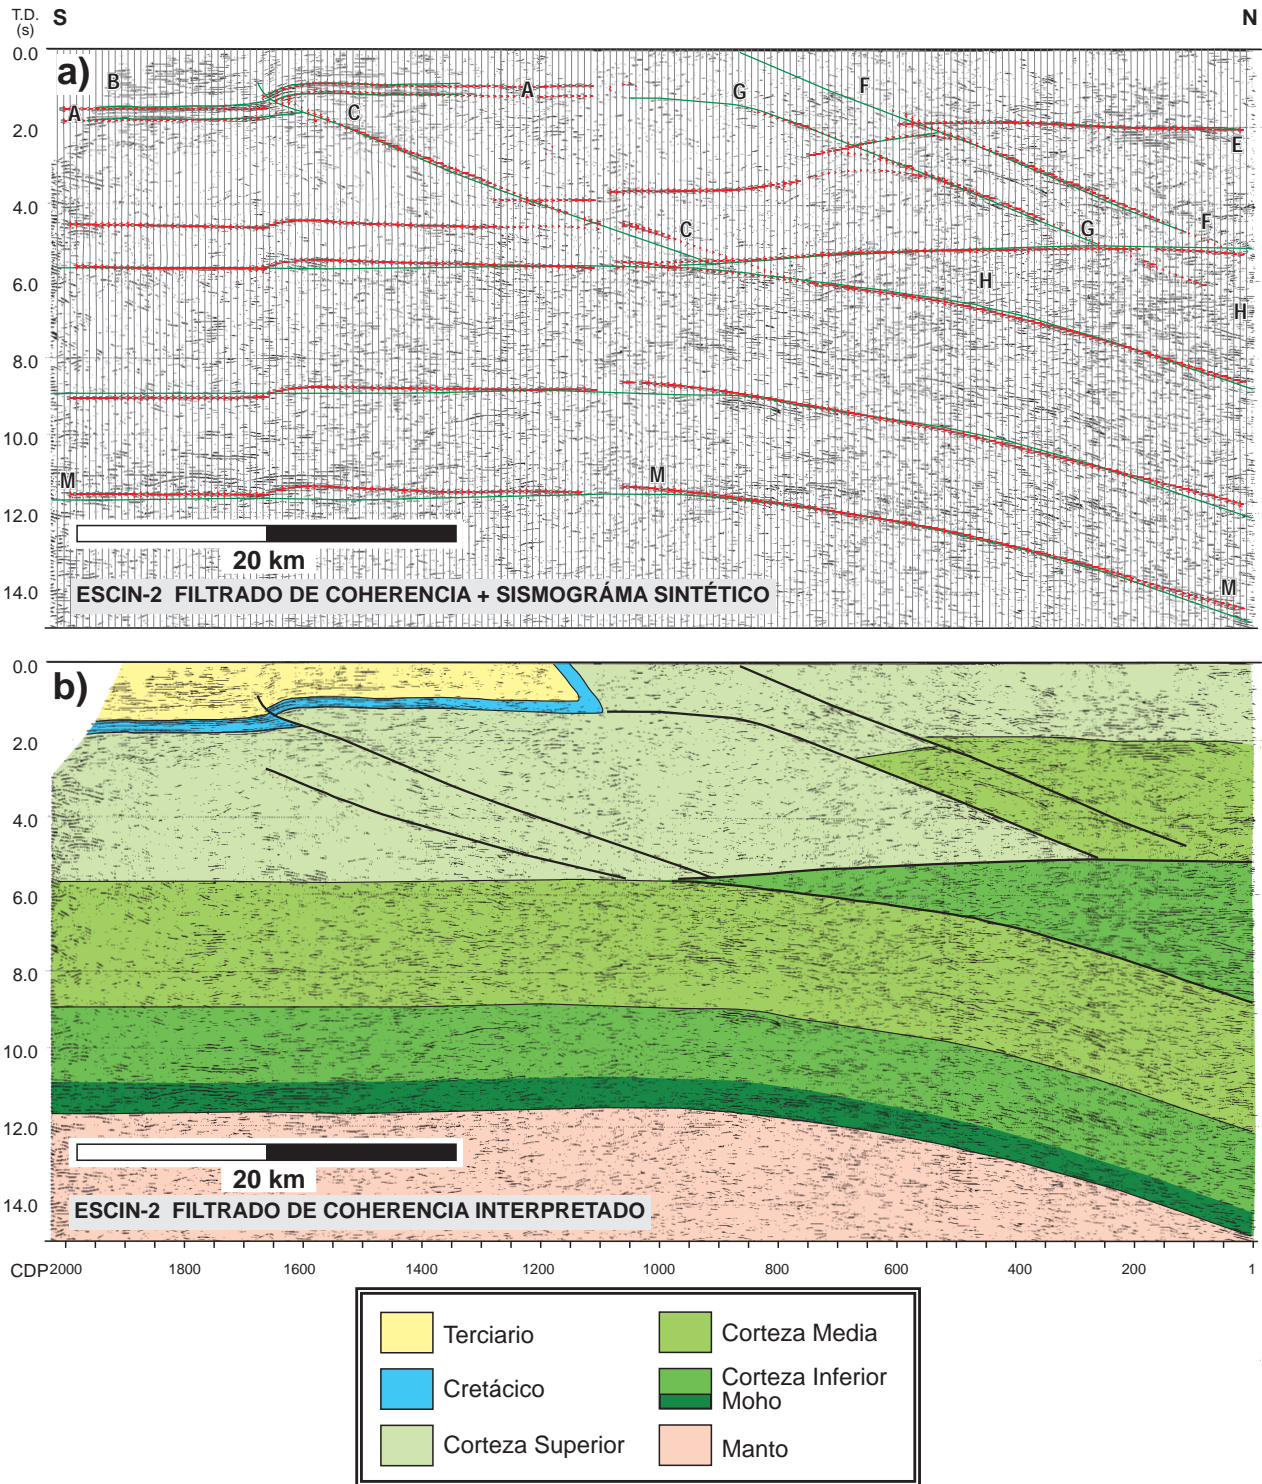 T.D.
(s)
S
N
0.0
2.0
4.0
6.0
8.0
10.0
12.0
14.0
a)
B
A
A
C
G
F
E
C
G
F
H
H
M
M
M
20 km
ESCIN-2 FILTRADO DE COHERENCIA + SISMOGRÁMA SINTÉTICO
0.0
2.0
4.0
6.0
8.0
10.0
12.0
14.0
b)
20 km
ESCIN-2 FILTRADO DE COHERENCIA INTERPRETADO
CDP 2000 1800 1600 1400 1200 1000 800 600 400 200 1
Terciario
Cretácico
Corteza Superior
Corteza Media
Corteza Inferior
Moho
Manto